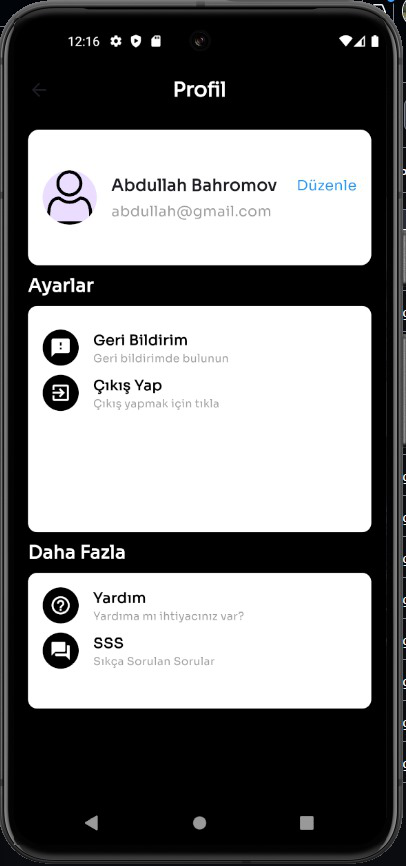 12:16
Profil
Abdullah Bahromov
Düzenle
abdullah@gmail.com
Ayarlar
Geri Bildirim
Geri bildirimde bulunun
Çıkış Yap
Çıkış yapmak için tıkla
Daha Fazla
Yardım
Yardıma mı ihtiyacınız var?
SSS
Sıkça Sorulan Sorular